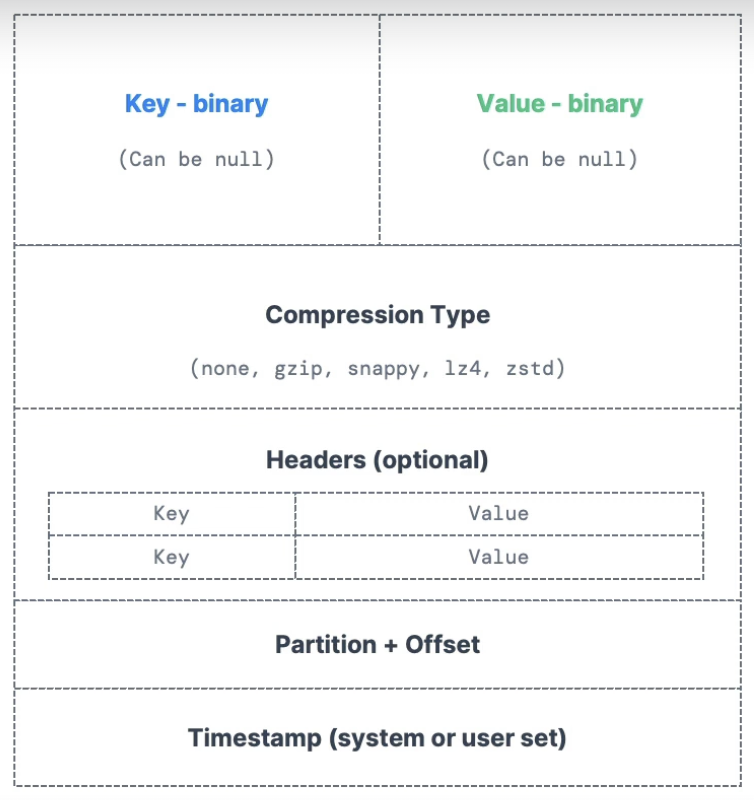 Key - binary
Value - binary
(Can be null)
(Can be null)
Compression Type
(none, gzip, snappy, lz4, zstd)
Headers (optional)
Key
Value
Key
Value
Partition + Offset
Timestamp (system or user set)